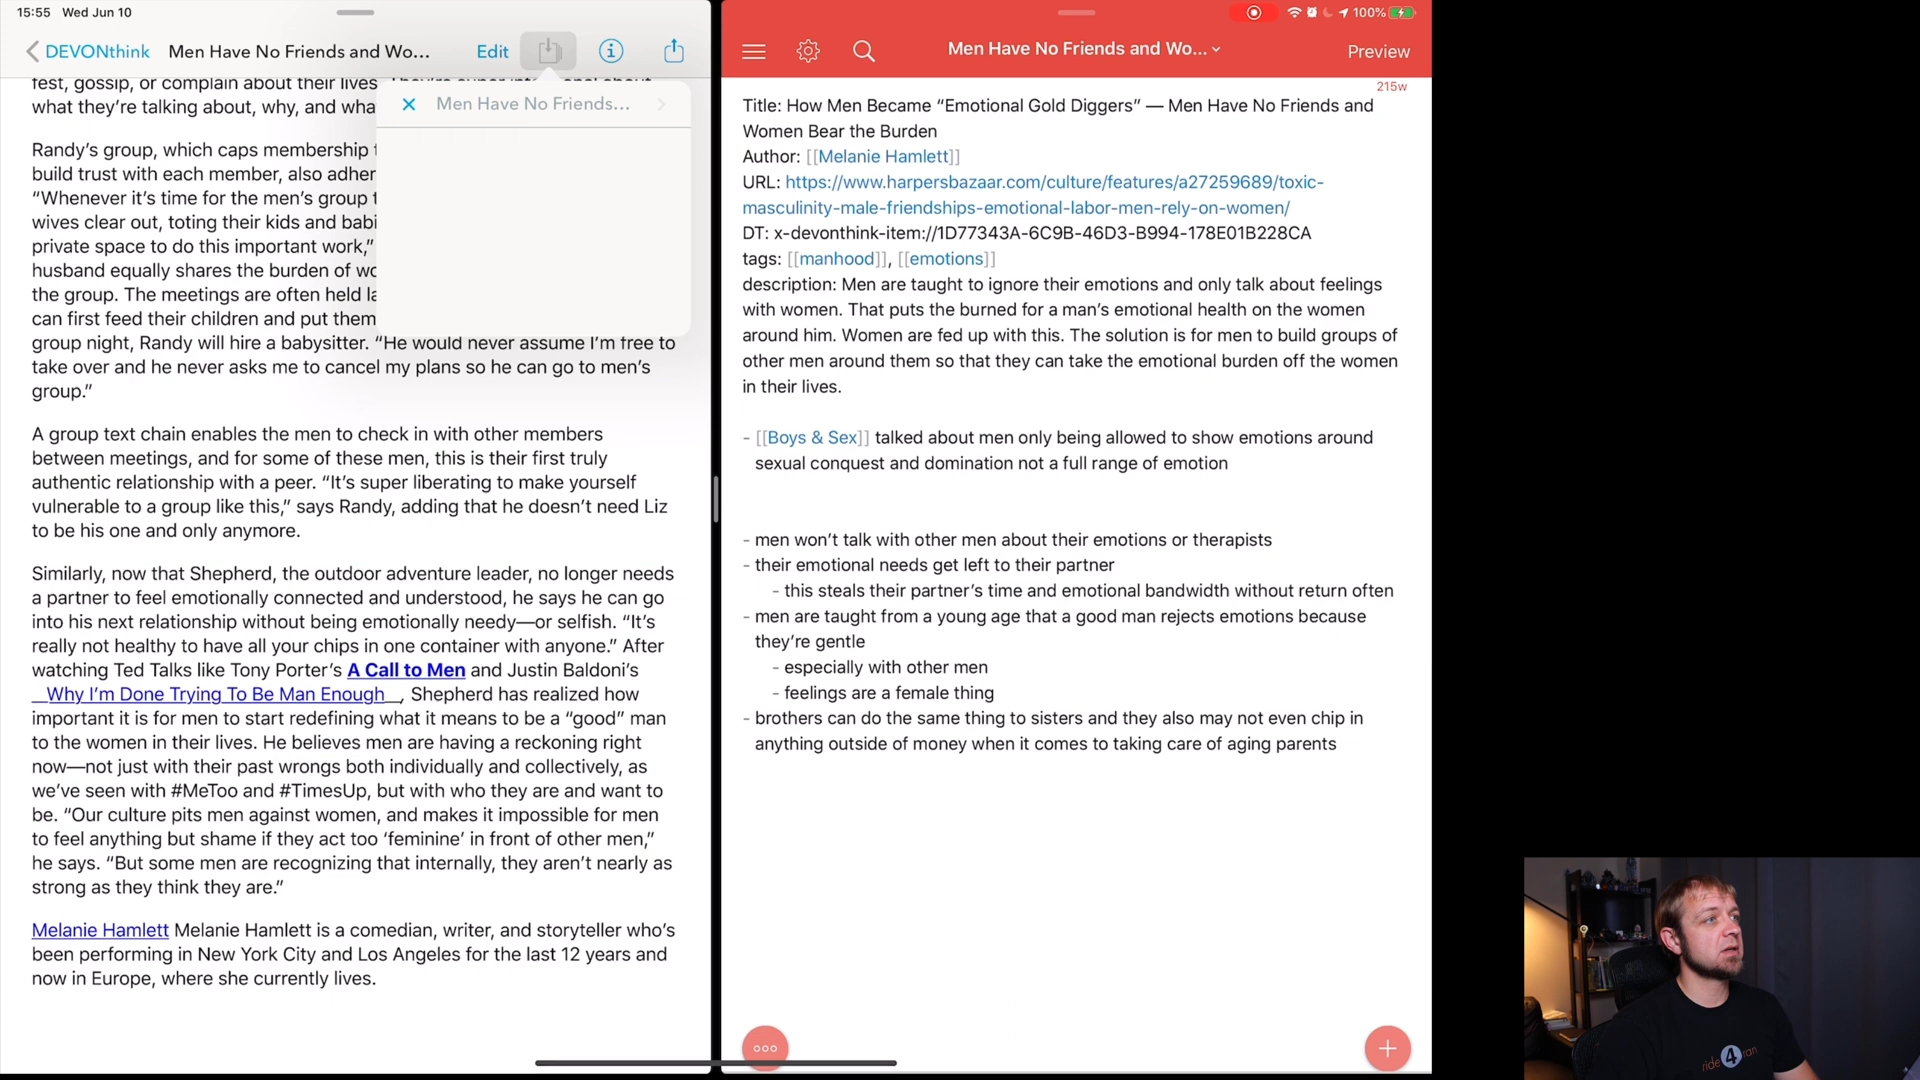 15:55 Wed Jun 10
100%
DEVONthink Men Have No Friends and Wo... Edit
fest, gossip, or complain about their lives
what they're talking about, why, and wha
Men Have No Friends...
Randy's group, which caps membership
build trust with each member, also adher
"Whenever it's time for the men's group
wives clear out, toting their kids and babi
private space to do this important work,"
husband equally shares the burden of wo
the group. The meetings are often held la
can first feed their children and put them
group night, Randy will hire a babysitter. "He would never assume I'm free to
take over and he never asks me to cancel my plans so he can go to men's
group."
A group text chain enables the men to check in with other members
between meetings, and for some of these men, this is their first truly
authentic relationship with a peer. "It's super liberating to make yourself
vulnerable to a group like this," says Randy, adding that he doesn't need Liz
to be his one and only anymore.
Similarly, now that Shepherd, the outdoor adventure leader, no longer needs
a partner to feel emotionally connected and understood, he says he can go
into his next relationship without being emotionally needy—or selfish. "It's
really not healthy to have all your chips in one container with anyone." After
watching Ted Talks like Tony Porter's A Call to Men and Justin Baldoni's
__Why I'm Done Trying To Be Man Enough__, Shepherd has realized how
important it is for men to start redefining what it means to be a "good" man
to the women in their lives. He believes men are having a reckoning right
now—not just with their past wrongs both individually and collectively, as
we've seen with #MeToo and #TimesUp, but with who they are and want to
be. "Our culture pits men against women, and makes it impossible for men
to feel anything but shame if they act too 'feminine' in front of other men,"
he says. "But some men are recognizing that internally, they aren't nearly as
strong as they think they are."
Melanie Hamlett Melanie Hamlett is a comedian, writer, and storyteller who's
been performing in New York City and Los Angeles for the last 12 years and
now in Europe, where she currently lives.
Men Have No Friends and Wo...
Preview
215w
Title: How Men Became "Emotional Gold Diggers" — Men Have No Friends and
Women Bear the Burden
Author: [[Melanie Hamlett]]
URL: https://www.harpersbazaar.com/culture/features/a27259689/toxic-
masculinity-male-friendships-emotional-labor-men-rely-on-women/
DT: x-devonthink-item://1D77343A-6C9B-46D3-B994-178E01B228CA
tags: [[manhood]], [[emotions]]
description: Men are taught to ignore their emotions and only talk about feelings
with women. That puts the burned for a man's emotional health on the women
around him. Women are fed up with this. The solution is for men to build groups of
other men around them so that they can take the emotional burden off the women
in their lives.
- [[Boys & Sex]] talked about men only being allowed to show emotions around
sexual conquest and domination not a full range of emotion
- men won't talk with other men about their emotions or therapists
- their emotional needs get left to their partner
- this steals their partner's time and emotional bandwidth without return often
- men are taught from a young age that a good man rejects emotions because
they're gentle
- especially with other men
- feelings are a female thing
- brothers can do the same thing to sisters and they also may not even chip in
anything outside of money when it comes to taking care of aging parents
ride 4